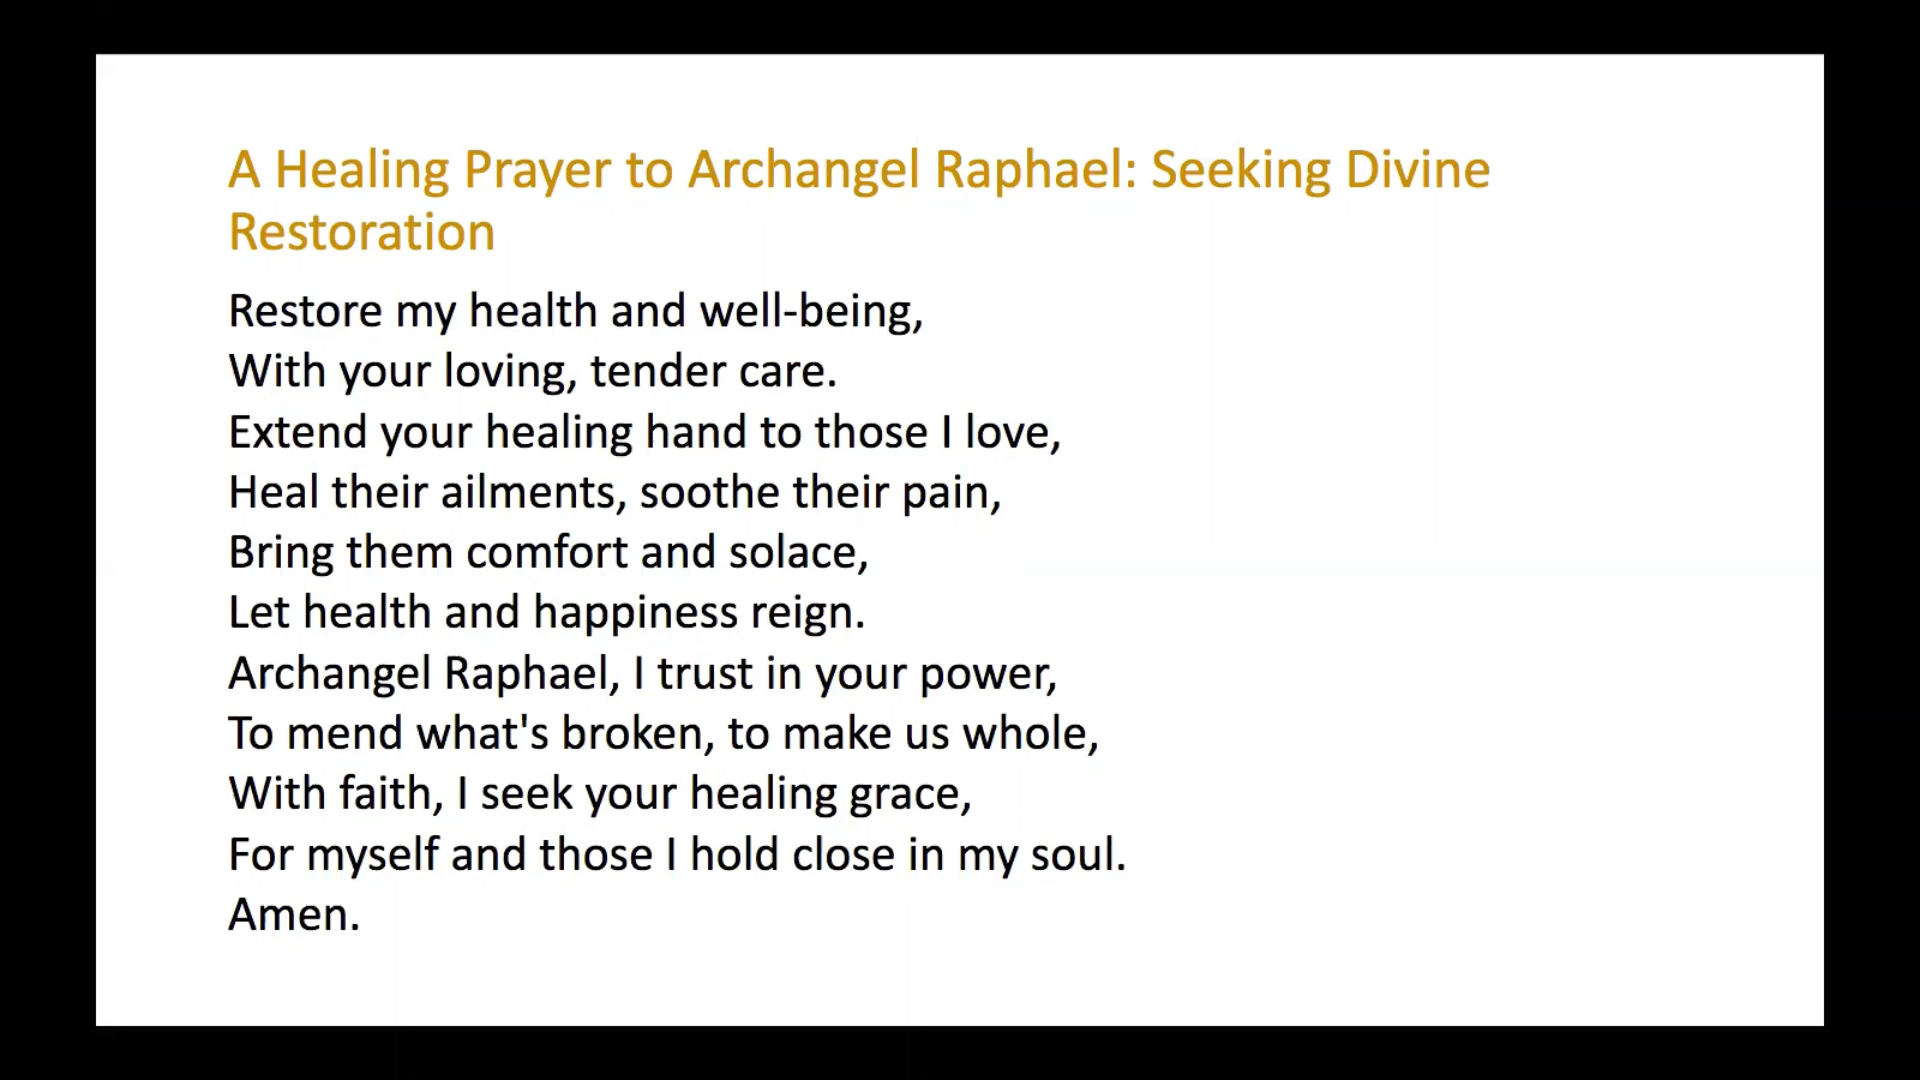 A Healing Prayer to Archangel Raphael: Seeking Divine
Restoration
Restore my health and well-being,
With your loving, tender care.
Extend your healing hand to those I love,
Heal their ailments, soothe their pain,
Bring them comfort and solace,
Let health and happiness reign.
Archangel Raphael, I trust in your power,
To mend what's broken, to make us whole,
With faith, I seek your healing grace,
For myself and those I hold close in my soul.
Amen.